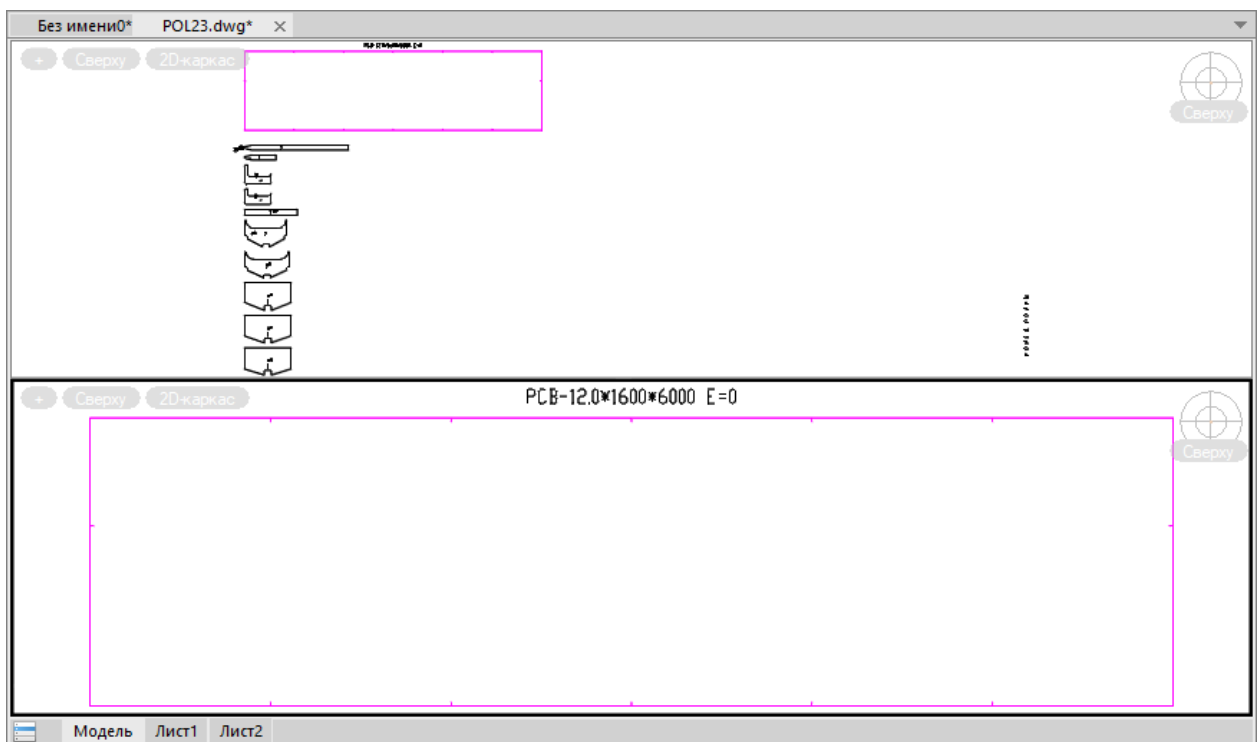 Без имени0* POL23.dwg*
+ Сверху 2D-каркас
Сверху
+ Сверху 2D-каркас PCB-12.0*1600*6000 E=0
Сверху
Модель Лист1 Лист2